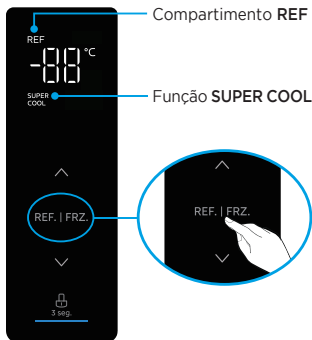 Compartimento REF
REF
-88 °C
SUPER
COOL
Função SUPER COOL
REF. | FRZ.
REF. | FRZ.
3 seg.